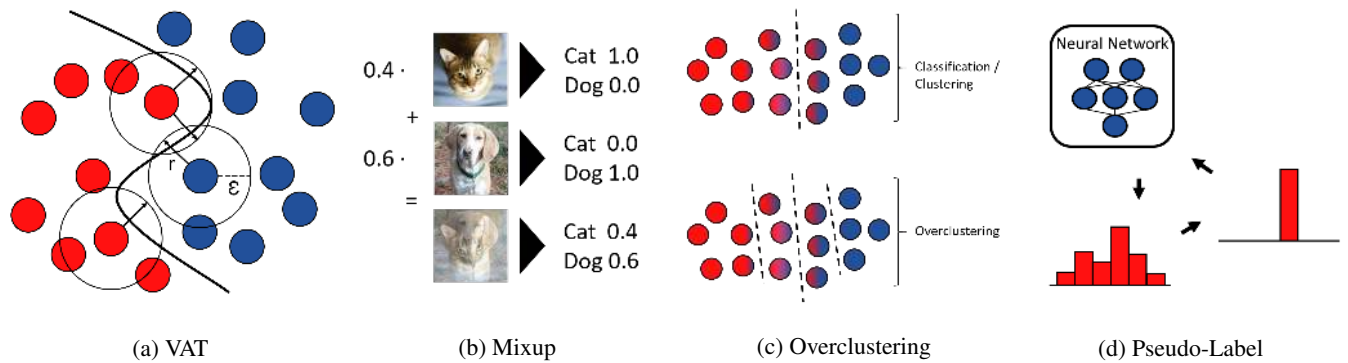 r
ε
0.4 ·
Cat 1.0
Dog 0.0
+
0.6 ·
Cat 0.0
Dog 1.0
=
Cat 0.4
Dog 0.6
Classification /
Clustering
Overclustering
Neural Network
(a) VAT
(b) Mixup
(c) Overclustering
(d) Pseudo-Label